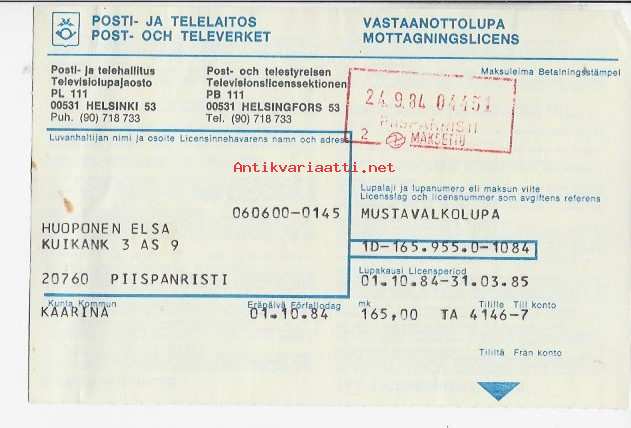 POSTI- JA TELELAITOS
POST- OCH TELEVERKET
VASTAANOTTOLUPA
MOTTAGNINGSLICENS
Posti- ja telehallitus
Televisiolupajaosto
PL 111
00531 HELSINKI 53
Puh. (90) 718 733
Post- och telestyreisen
Televisionslicenssektionen
PB 111
00531 HELSINGFORS 53
Tel. (90) 718 733
Maksuleima Betalningsstämpel
24.9.84 04451
PIISPANRISTI
2 MAKSETTU
Luvanhaltijan nimi ja osoite Licensinnehavarens namn och adress
Antikvariaatti.net
Lupalaji ja lupanumero eli maksun viite
Licensslag och licensnummer som avgiftens referens
060600-0145
MUSTAVALKOLUPA
HUOPONEN ELSA
KUIKANK 3 AS 9
1D-165.955.0-1084
20760 PIISPANRISTI
Lupakausi Licensperiod
01.10.84-31.03.85
Kunta Kommun
Eräpäivä Förfallodag
mk
Tilille Till konto
KAARINA
01.10.84
165,00
TA 4146-7
Tililtä Från konto